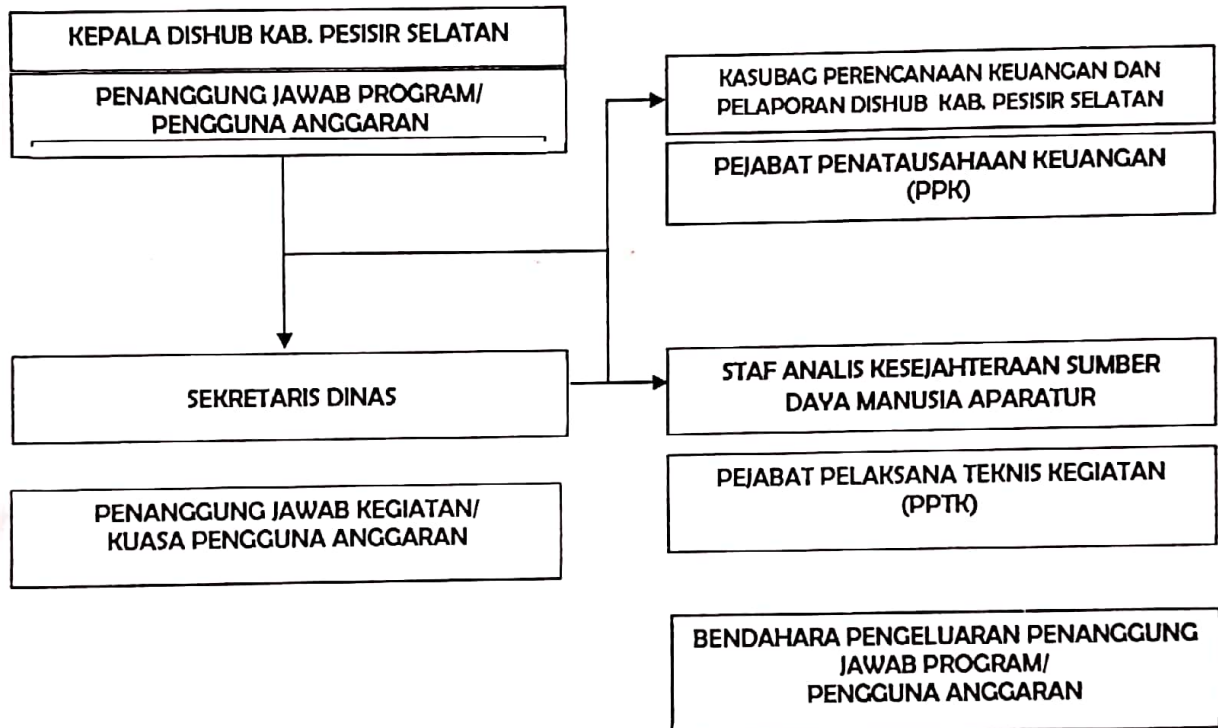 KEPALA DISHUB KAB. PESISIR SELATAN
PENANGGUNG JAWAB PROGRAM/
PENGGUNA ANGGARAN
KASUBAG PERENCANAAN KEUANGAN DAN
PELAPORAN DISHUB KAB. PESISIR SELATAN
PEJABAT PENATAUSAHAAN KEUANGAN
(PPK)
SEKRETARIS DINAS
PENANGGUNG JAWAB KEGIATAN/
KUASA PENGGUNA ANGGARAN
STAF ANALIS KESEJAHTERAAN SUMBER
DAYA MANUSIA APARATUR
PEJABAT PELAKSANA TEKNIS KEGIATAN
(PPTK)
BENDAHARA PENGELUARAN PENANGGUNG
JAWAB PROGRAM/
PENGGUNA ANGGARAN